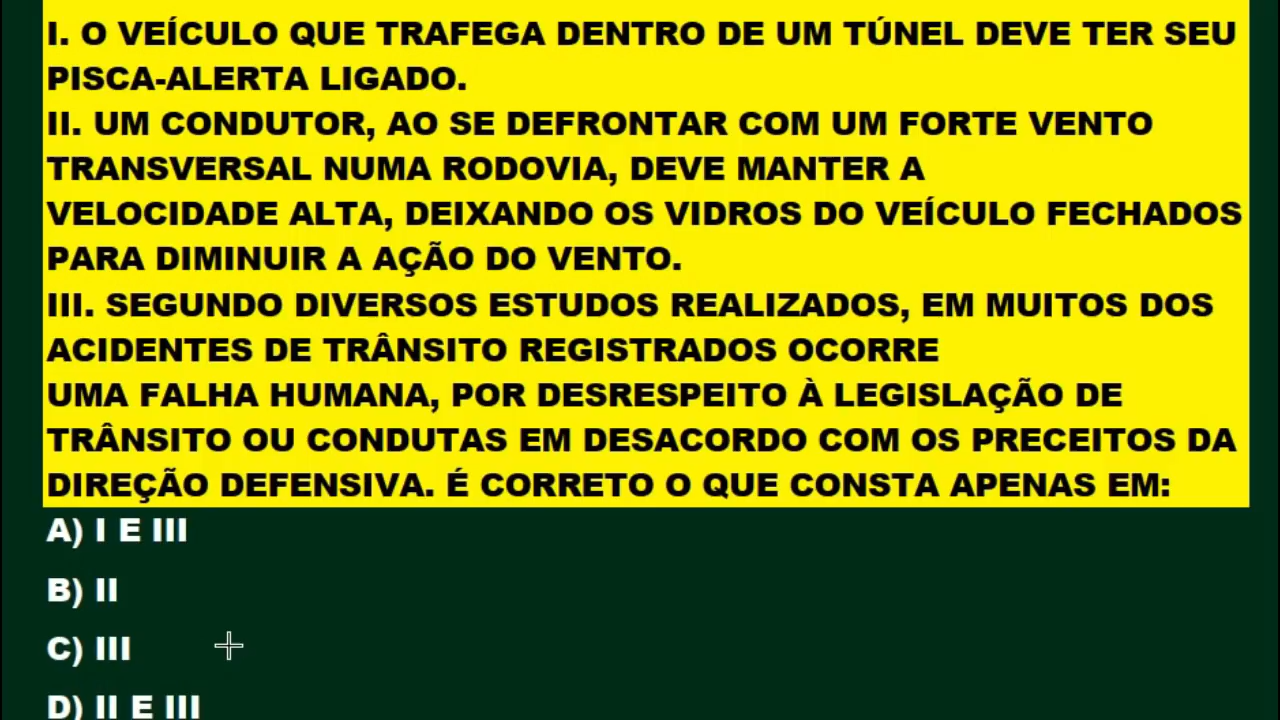 I. O VEÍCULO QUE TRAFEGA DENTRO DE UM TÚNEL DEVE TER SEU
PISCA-ALERTA LIGADO.
II. UM CONDUTOR, AO SE DEFRONTAR COM UM FORTE VENTO
TRANSVERSAL NUMA RODOVIA, DEVE MANTER A
VELOCIDADE ALTA, DEIXANDO OS VIDROS DO VEÍCULO FECHADOS
PARA DIMINUIR A AÇÃO DO VENTO.
III. SEGUNDO DIVERSOS ESTUDOS REALIZADOS, EM MUITOS DOS
ACIDENTES DE TRÂNSITO REGISTRADOS OCORRE
UMA FALHA HUMANA, POR DESRESPEITO À LEGISLAÇÃO DE
TRÂNSITO OU CONDUTAS EM DESACORDO COM OS PRECEITOS DA
DIREÇÃO DEFENSIVA. É CORRETO O QUE CONSTA APENAS EM:
A) I E III
B) II
C) III
D) II E III